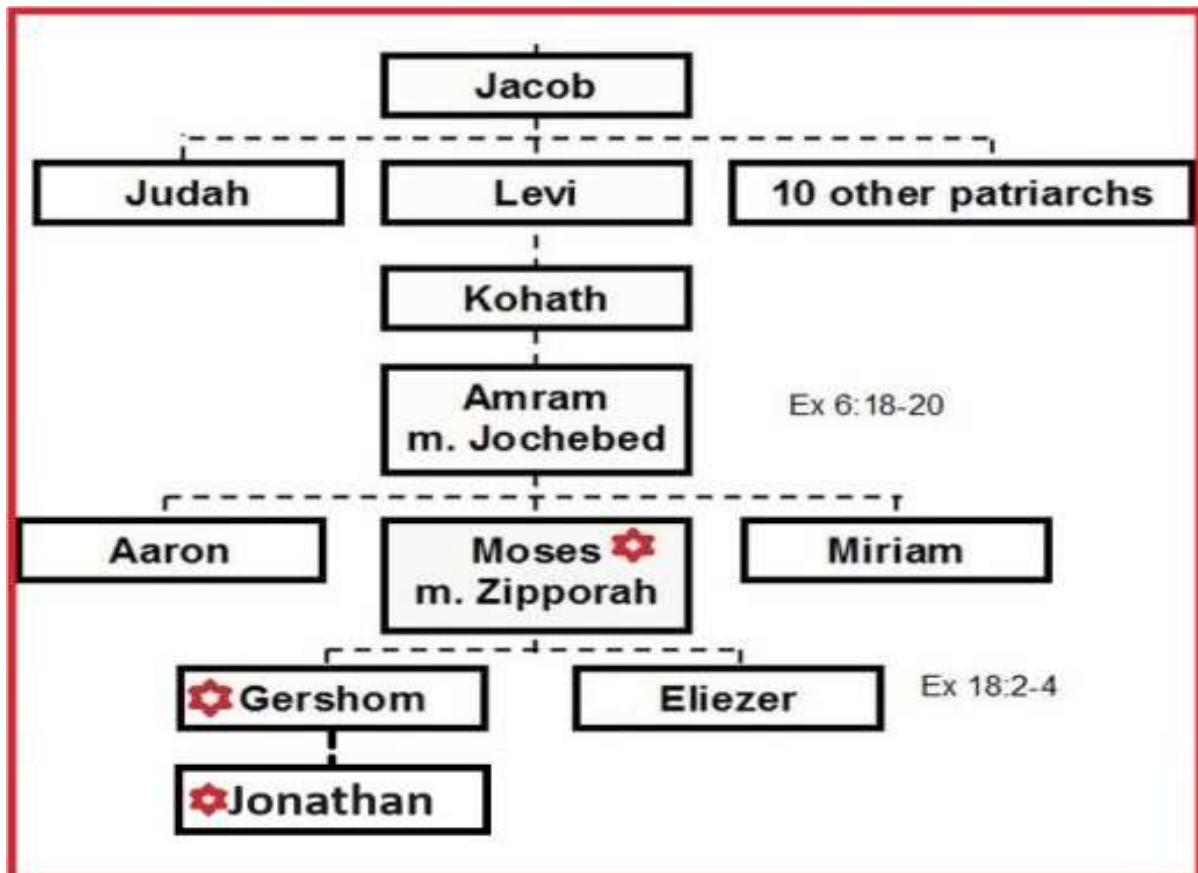 Jacob
Judah
Levi
10 other patriarchs
Kohath
Amram
m. Jochebed
Ex 6:18-20
Aaron
Moses
m. Zipporah
Miriam
Gershom
Eliezer
Ex 18:2-4
Jonathan